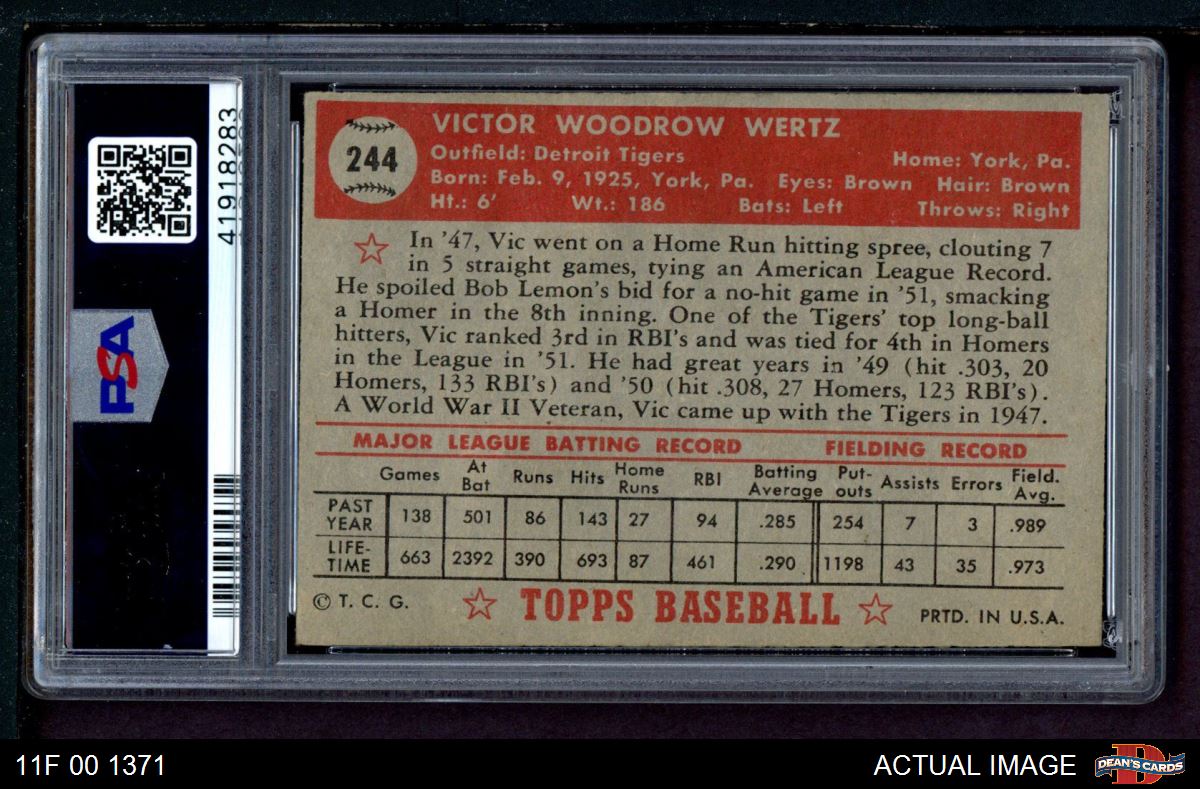 41918283
PSA
244
VICTOR WOODROW WERTZ
Outfield: Detroit Tigers Home: York, Pa.
Born: Feb. 9, 1925, York, Pa. Eyes: Brown Hair: Brown
Ht.: 6' Wt.: 186 Bats: Left Throws: Right
In '47, Vic went on a Home Run hitting spree, clouting 7
in 5 straight games, tying an American League Record.
He spoiled Bob Lemon's bid for a no-hit game in '51, smacking
a Homer in the 8th inning. One of the Tigers' top long-ball
hitters, Vic ranked 3rd in RBI's and was tied for 4th in Homers
in the League in '51. He had great years in '49 (hit .303, 20
Homers, 133 RBI's) and '50 (hit .308, 27 Homers, 123 RBI's).
A World War II Veteran, Vic came up with the Tigers in 1947.
MAJOR LEAGUE BATTING RECORD FIELDING RECORD
Games At Bat Runs Hits Home Runs RBI Batting Average Put-outs Assists Errors Field. Avg.
PAST YEAR 138 501 86 143 27 94 .285 254 7 3 .989
LIFE-TIME 663 2392 390 693 87 461 .290 1198 43 35 .973
© T. C. G. TOPPS BASEBALL PRTD. IN U.S.A.
11F 00 1371 ACTUAL IMAGE DEAN'S CARDS